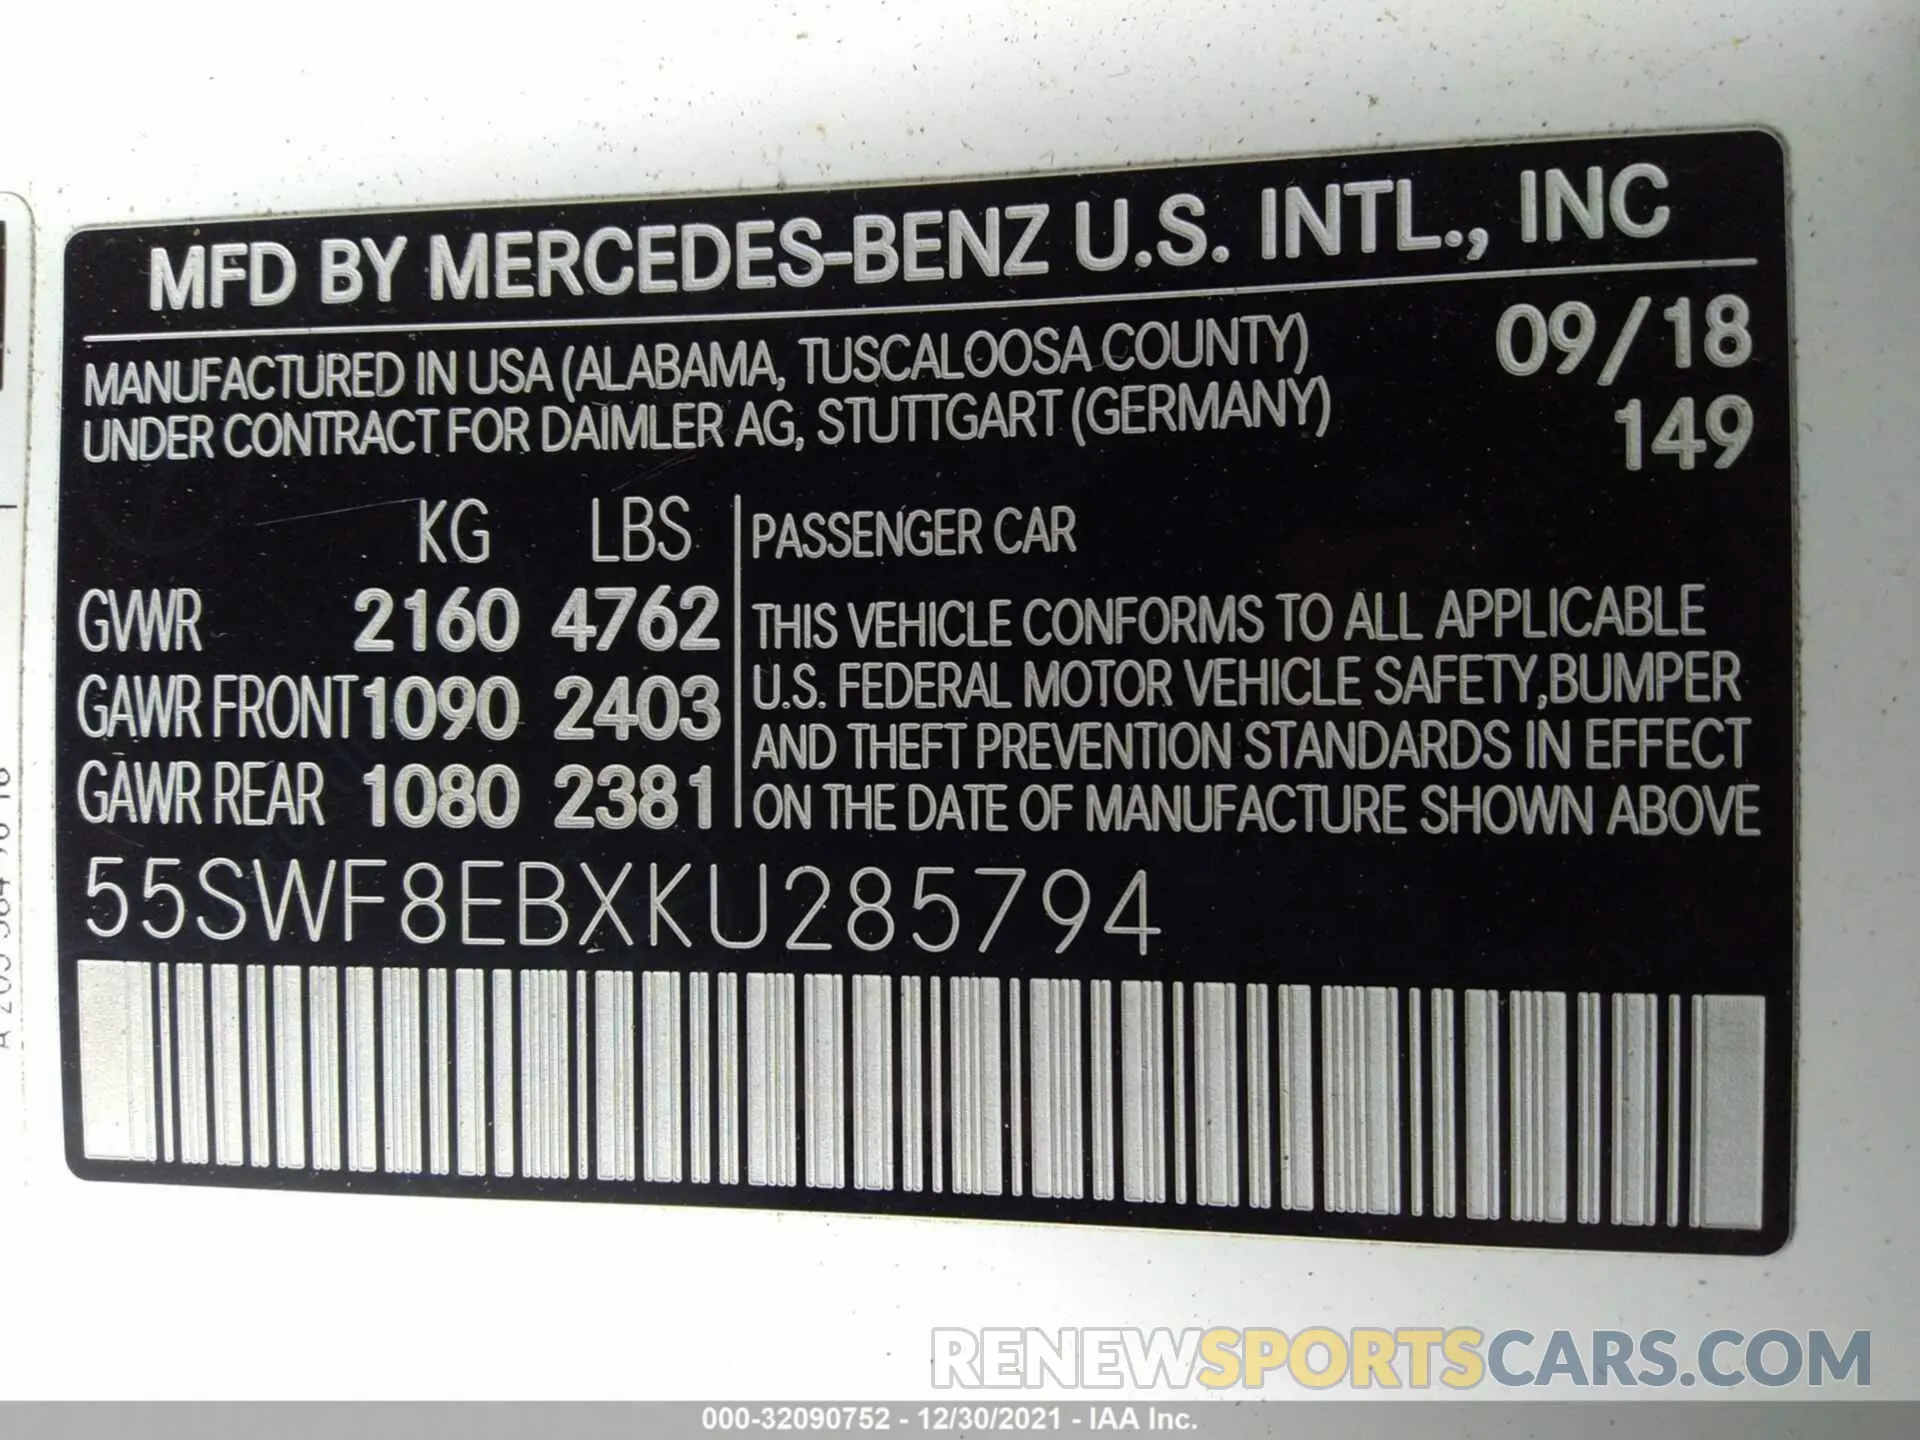 MFD BY MERCEDES-BENZ U.S. INTL., INC
MANUFACTURED IN USA (ALABAMA, TUSCALOOSA COUNTY) 09/18
UNDER CONTRACT FOR DAIMLER AG, STUTTGART (GERMANY) 149
KG LBS
GVWR 2160 4762
GAWR FRONT 1090 2403
GAWR REAR 1080 2381
PASSENGER CAR
THIS VEHICLE CONFORMS TO ALL APPLICABLE
U.S. FEDERAL MOTOR VEHICLE SAFETY,BUMPER
AND THEFT PREVENTION STANDARDS IN EFFECT
ON THE DATE OF MANUFACTURE SHOWN ABOVE
55SWF8EBXKU285794
RENEWSPORTSCARS.COM
000-32090752 - 12/30/2021 - IAA Inc.